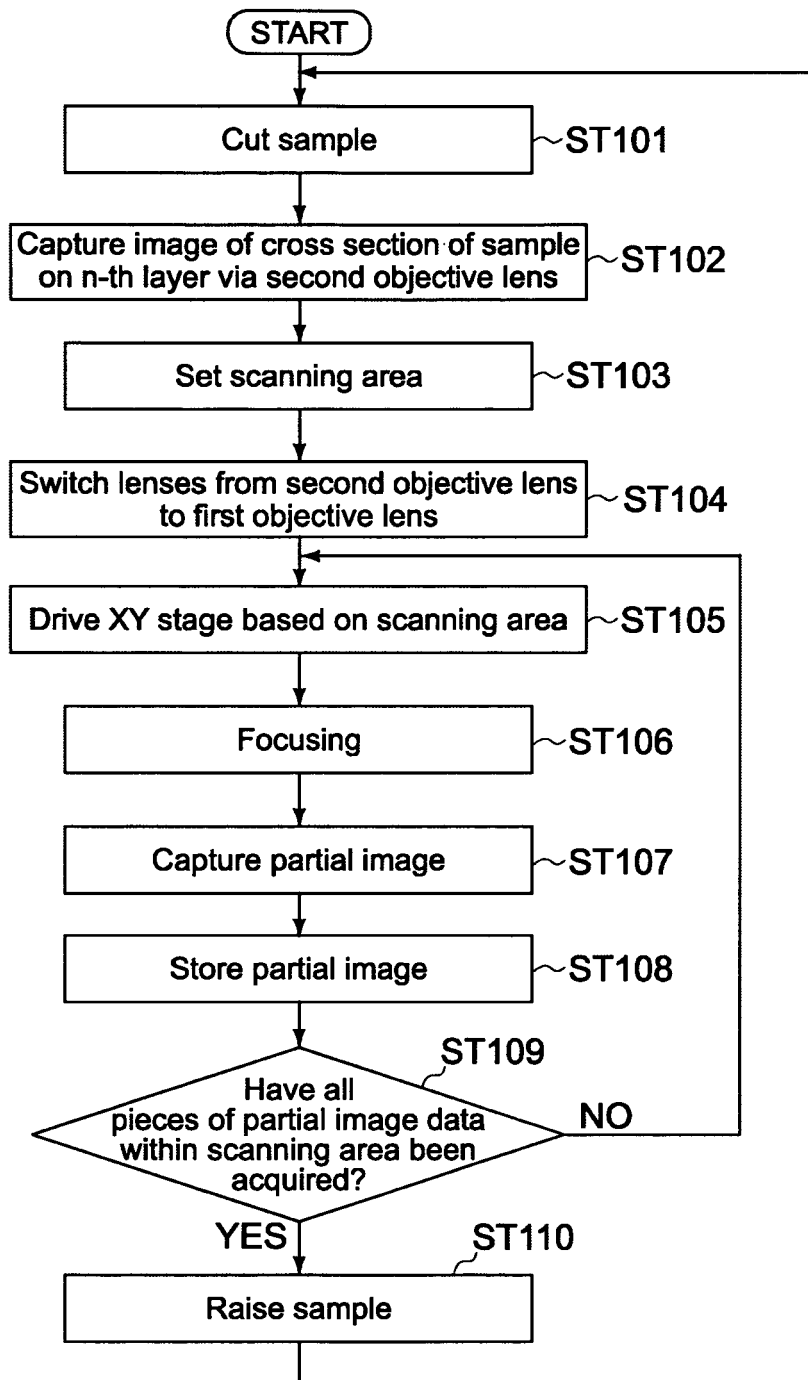 START
Cut sample
ST101
Capture image of cross section of sample
on n-th layer via second objective lens
ST102
Set scanning area
ST103
Switch lenses from second objective lens
to first objective lens
ST104
Drive XY stage based on scanning area
ST105
Focusing
ST106
Capture partial image
ST107
Store partial image
ST108
ST109
Have all
pieces of partial image data
within scanning area been
acquired?
NO
YES
ST110
Raise sample